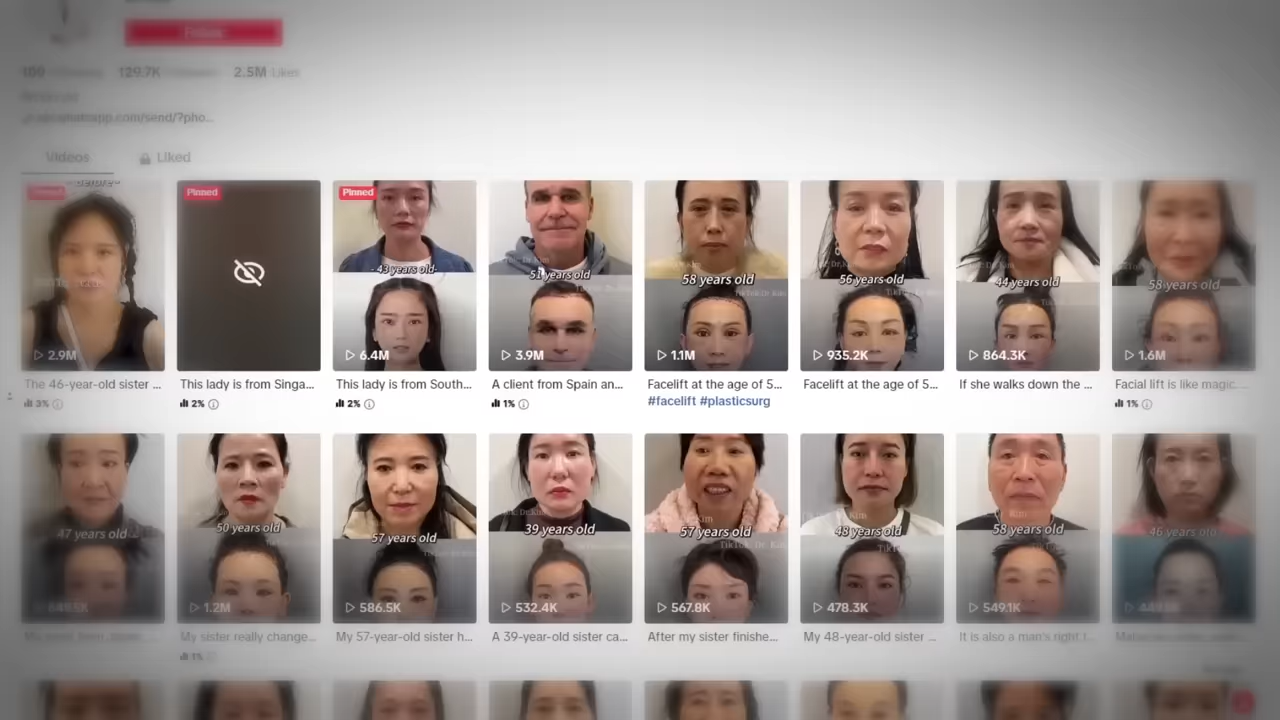 Follow
129.7K
2.5M Likes
Videos
Liked
Pinned
Pinned
Pinned
43 years old
51 years old
58 years old
56 years old
44 years old
58 years old
2.9M
6.4M
3.9M
1.1M
935.2K
864.3K
1.6M
The 46-year-old sister ...
This lady is from Singa...
This lady is from South...
A client from Spain an...
Facelift at the age of 5...
Facelift at the age of 5...
If she walks down the ...
Facial lift is like magic. ...
#facelift #plasticsurg
3%
2%
2%
1%
1%
47 years old
50 years old
57 years old
39 years old
57 years old
48 years old
58 years old
46 years old
1.2M
586.5K
532.4K
567.8K
478.3K
549.1K
My sister really change...
My 57-year-old sister h...
A 39-year-old sister ca...
After my sister finishe...
My 48-year-old sister ...
It is also a man's right t...
1%